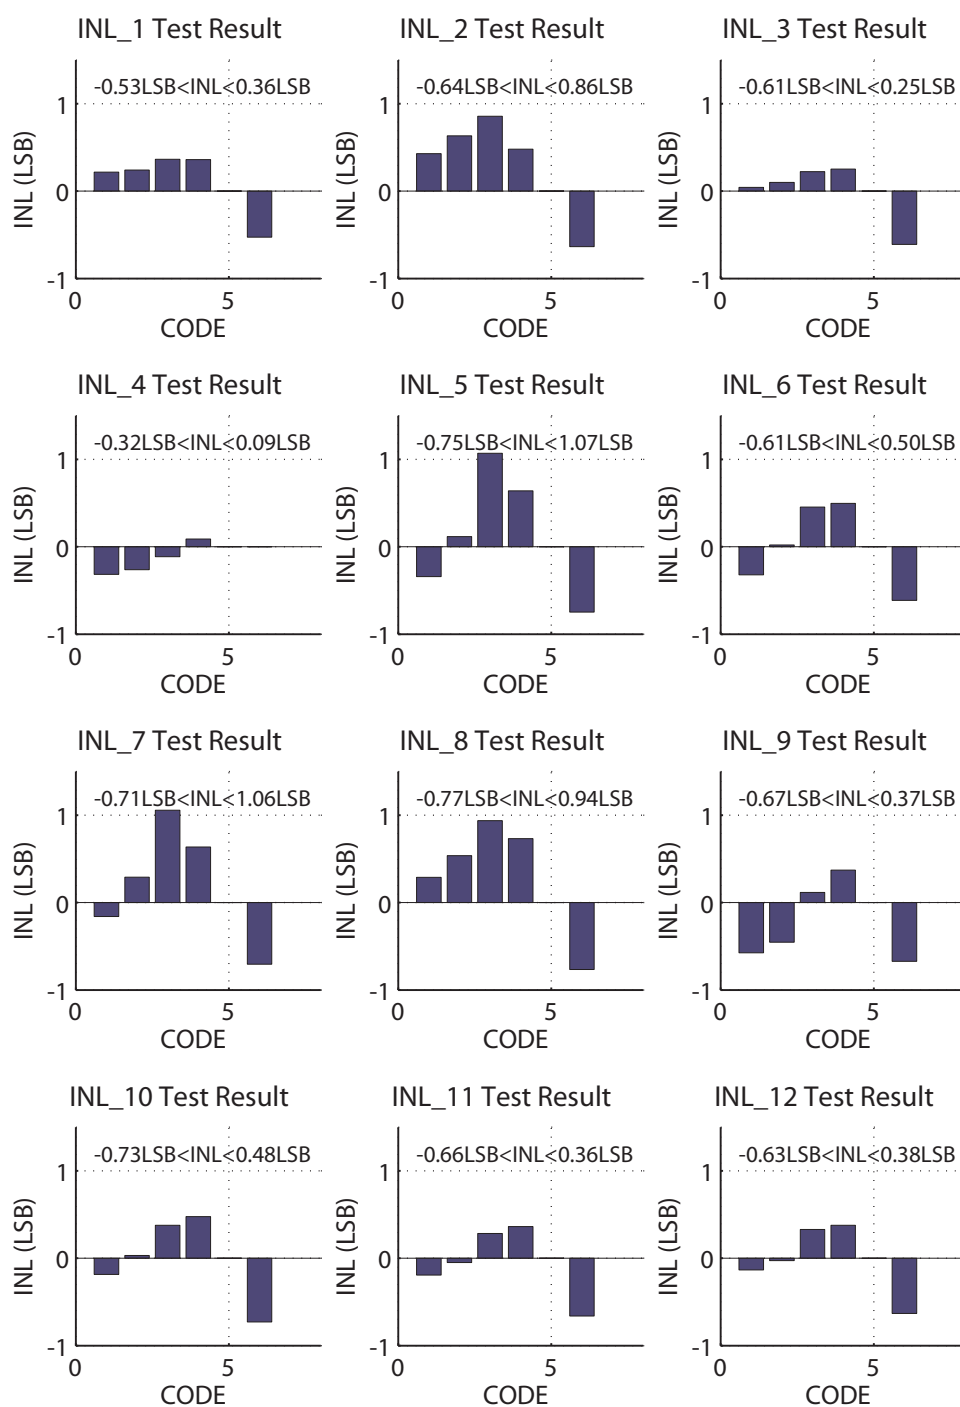 INL_1 Test Result
-0.53LSB<INL<0.36LSB
1
0
-1
INL (LSB)
0 5
CODE
INL_2 Test Result
-0.64LSB<INL<0.86LSB
1
0
-1
INL (LSB)
0 5
CODE
INL_3 Test Result
-0.61LSB<INL<0.25LSB
1
0
-1
INL (LSB)
0 5
CODE
INL_4 Test Result
-0.32LSB<INL<0.09LSB
1
0
-1
INL (LSB)
0 5
CODE
INL_5 Test Result
-0.75LSB<INL<1.07LSB
1
0
-1
INL (LSB)
0 5
CODE
INL_6 Test Result
-0.61LSB<INL<0.50LSB
1
0
-1
INL (LSB)
0 5
CODE
INL_7 Test Result
-0.71LSB<INL<1.06LSB
1
0
-1
INL (LSB)
0 5
CODE
INL_8 Test Result
-0.77LSB<INL<0.94LSB
1
0
-1
INL (LSB)
0 5
CODE
INL_9 Test Result
-0.67LSB<INL<0.37LSB
1
0
-1
INL (LSB)
0 5
CODE
INL_10 Test Result
-0.73LSB<INL<0.48LSB
1
0
-1
INL (LSB)
0 5
CODE
INL_11 Test Result
-0.66LSB<INL<0.36LSB
1
0
-1
INL (LSB)
0 5
CODE
INL_12 Test Result
-0.63LSB<INL<0.38LSB
1
0
-1
INL (LSB)
0 5
CODE